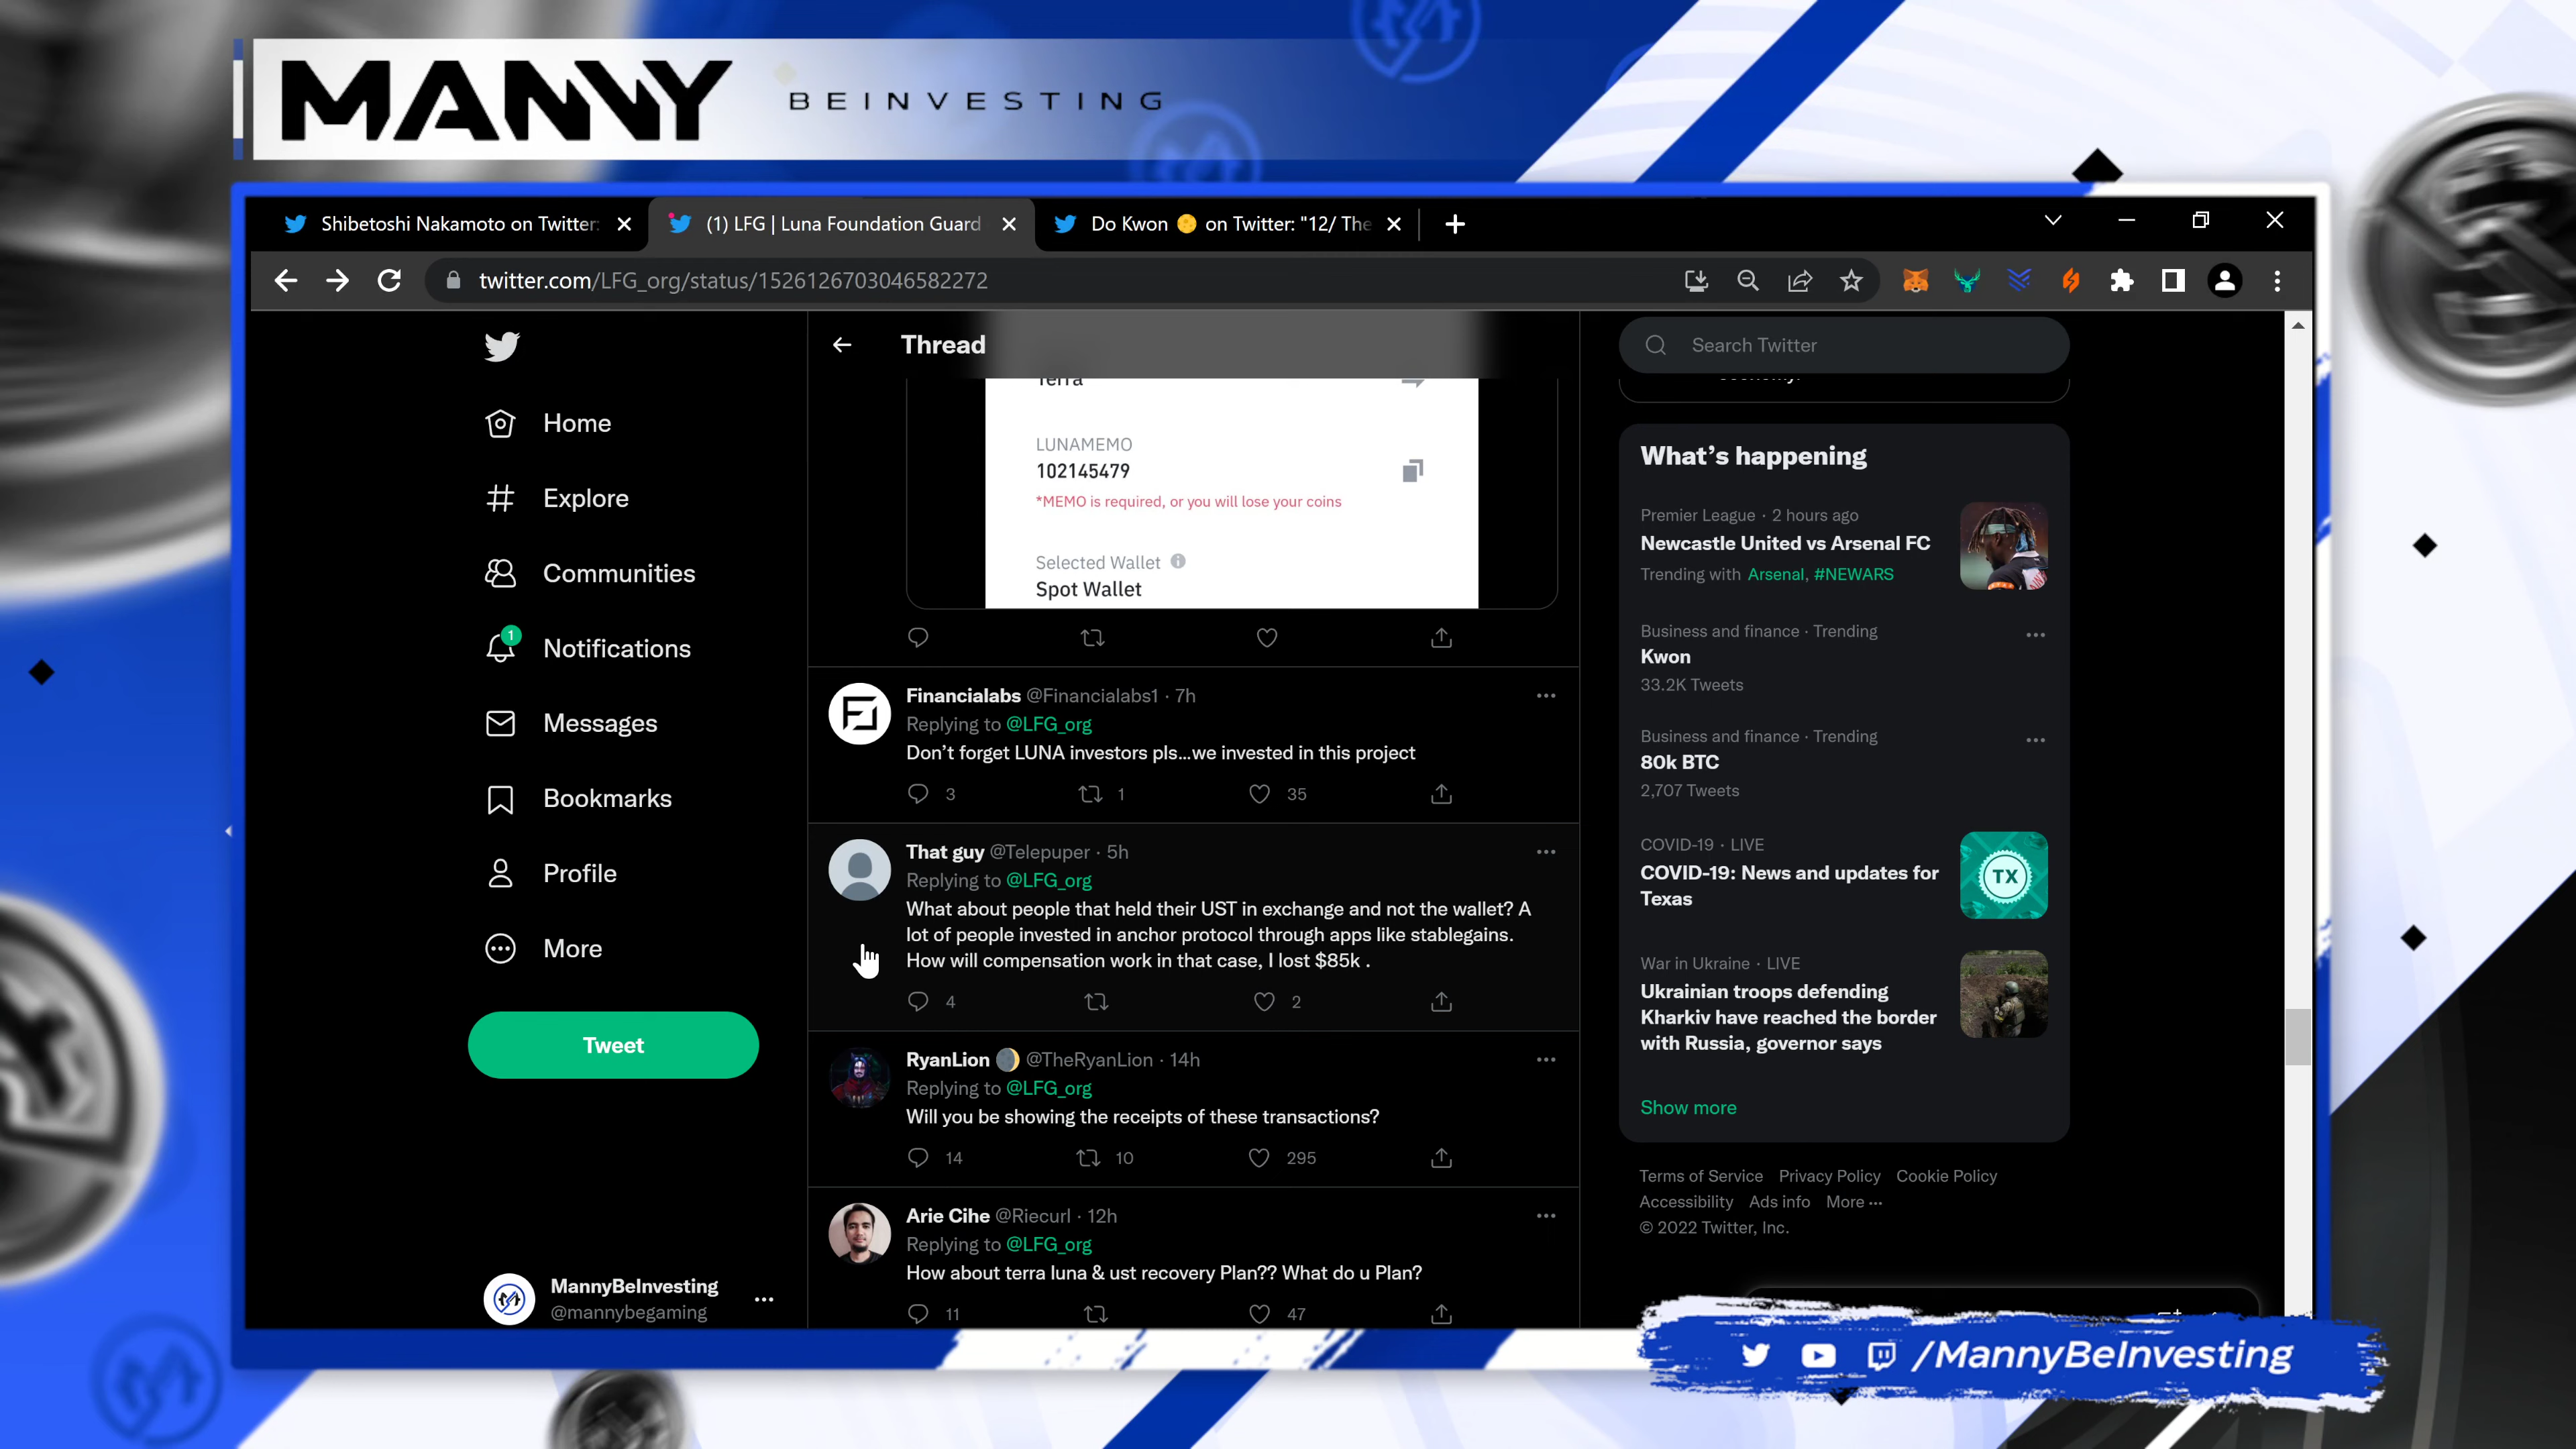 MANNY BEINVESTING
Shibetoshi Nakamoto on Twitter:
(1) LFG | Luna Foundation Guard
Do Kwon 🌕 on Twitter: "12/ The
twitter.com/LFG_org/status/1526126703046582272
Home
Explore
Communities
1
Notifications
Messages
Bookmarks
Profile
More
Tweet
MannyBeInvesting
@mannybegaming
Thread
Terra
LUNAMEMO
102145479
*MEMO is required, or you will lose your coins
Selected Wallet
Spot Wallet
Financialabs @Financialabs1 · 7h
Replying to @LFG_org
Don't forget LUNA investors pls...we invested in this project
3 1 35
That guy @Telepuper · 5h
Replying to @LFG_org
What about people that held their UST in exchange and not the wallet? A
lot of people invested in anchor protocol through apps like stablegains.
How will compensation work in that case, I lost $85k .
4 2
RyanLion 🌖 @TheRyanLion · 14h
Replying to @LFG_org
Will you be showing the receipts of these transactions?
14 10 295
Arie Cihe @Riecurl · 12h
Replying to @LFG_org
How about terra luna & ust recovery Plan?? What do u Plan?
11 47
Search Twitter
What's happening
Premier League · 2 hours ago
Newcastle United vs Arsenal FC
Trending with Arsenal, #NEWARS
Business and finance · Trending
Kwon
33.2K Tweets
Business and finance · Trending
80k BTC
2,707 Tweets
COVID-19 · LIVE
COVID-19: News and updates for
Texas
TX
War in Ukraine · LIVE
Ukrainian troops defending
Kharkiv have reached the border
with Russia, governor says
Show more
Terms of Service Privacy Policy Cookie Policy
Accessibility Ads info More ···
© 2022 Twitter, Inc.
/MannyBeInvesting